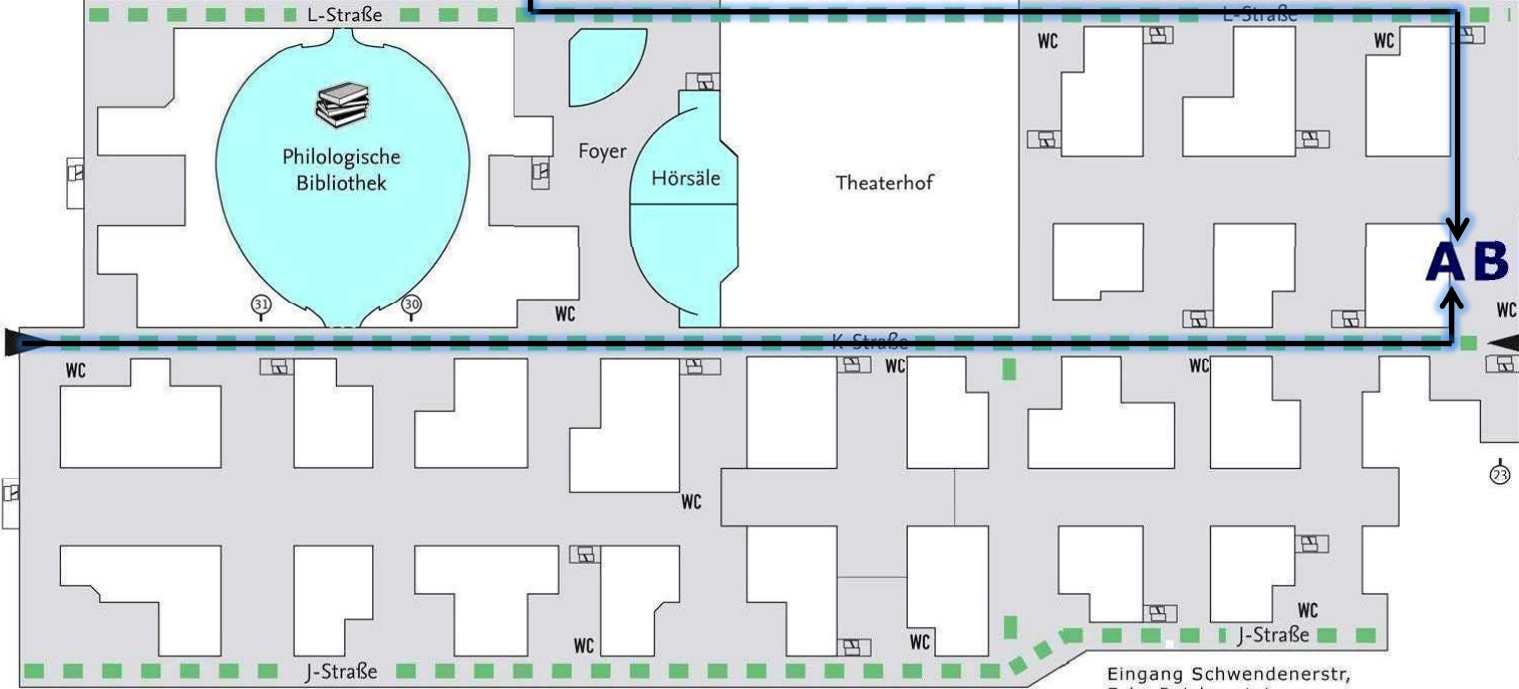 L-Straße
L-Straße
WC
WC
Philologische
Bibliothek
Foyer
Hörsäle
Theaterhof
AB
31
30
WC
WC
K-Straße
WC
WC
WC
23
WC
WC
WC
WC
J-Straße
J-Straße
Eingang Schwendenerstr,